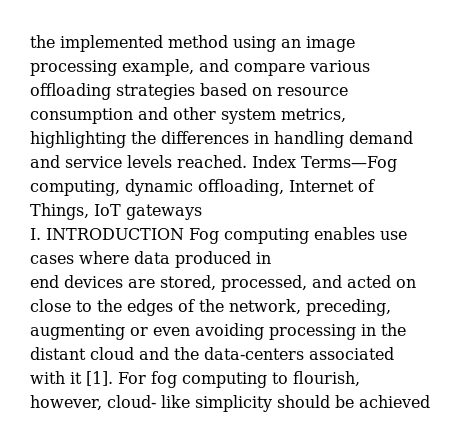 the implemented method using an image
processing example, and compare various
offloading strategies based on resource
consumption and other system metrics,
highlighting the differences in handling demand
and service levels reached. Index Terms—Fog
computing, dynamic offloading, Internet of
Things, IoT gateways
I. INTRODUCTION Fog computing enables use
cases where data produced in
end devices are stored, processed, and acted on
close to the edges of the network, preceding,
augmenting or even avoiding processing in the
distant cloud and the data-centers associated
with it [1]. For fog computing to flourish,
however, cloud- like simplicity should be achieved